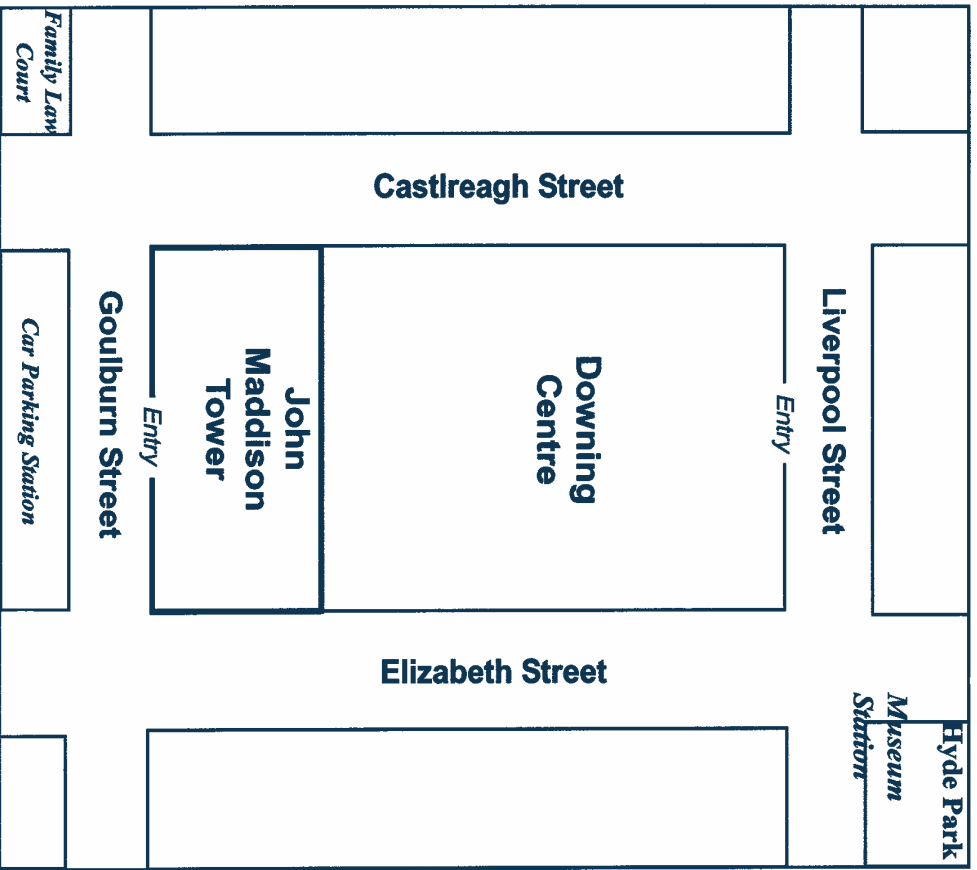 Family Law
Court
Castlreagh Street
Car Parking Station
Goulburn Street
Entry
John
Maddison
Tower
Downing
Centre
Entry
Liverpool Street
Elizabeth Street
Museum
Station
Hyde Park